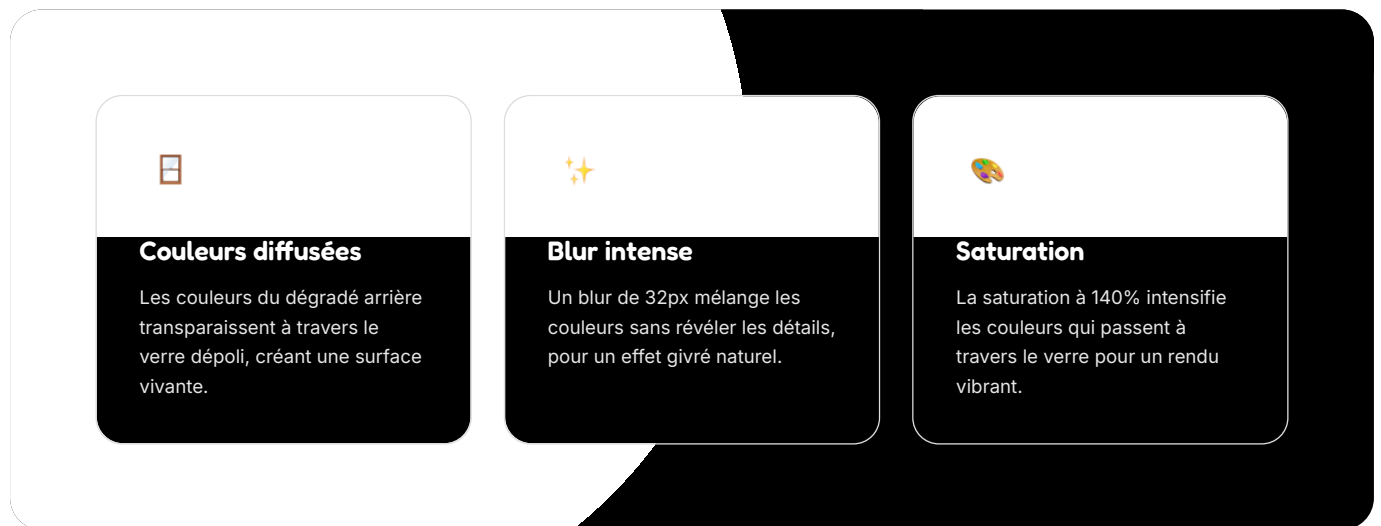 Couleurs diffusées
Les couleurs du dégradé arrière
transparaissent à travers le
verre dépoli, créant une surface
vivante.
Blur intense
Un blur de 32px mélange les
couleurs sans révéler les détails,
pour un effet givré naturel.
Saturation
La saturation à 140% intensifie
les couleurs qui passent à
travers le verre pour un rendu
vibrant.